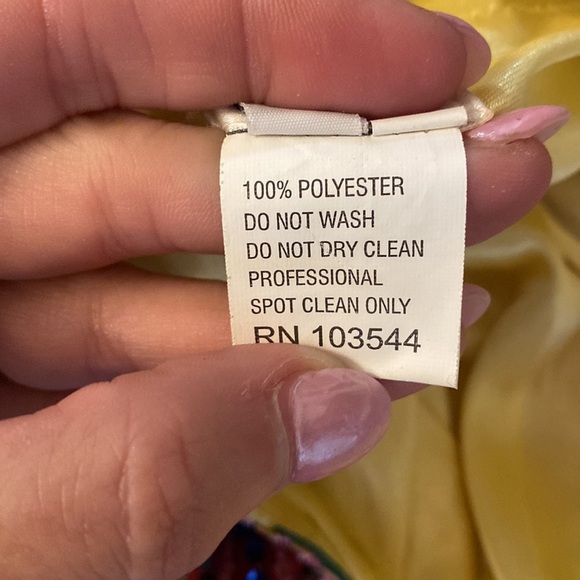 100% POLYESTER
DO NOT WASH
DO NOT DRY CLEAN
PROFESSIONAL
SPOT CLEAN ONLY
RN 103544